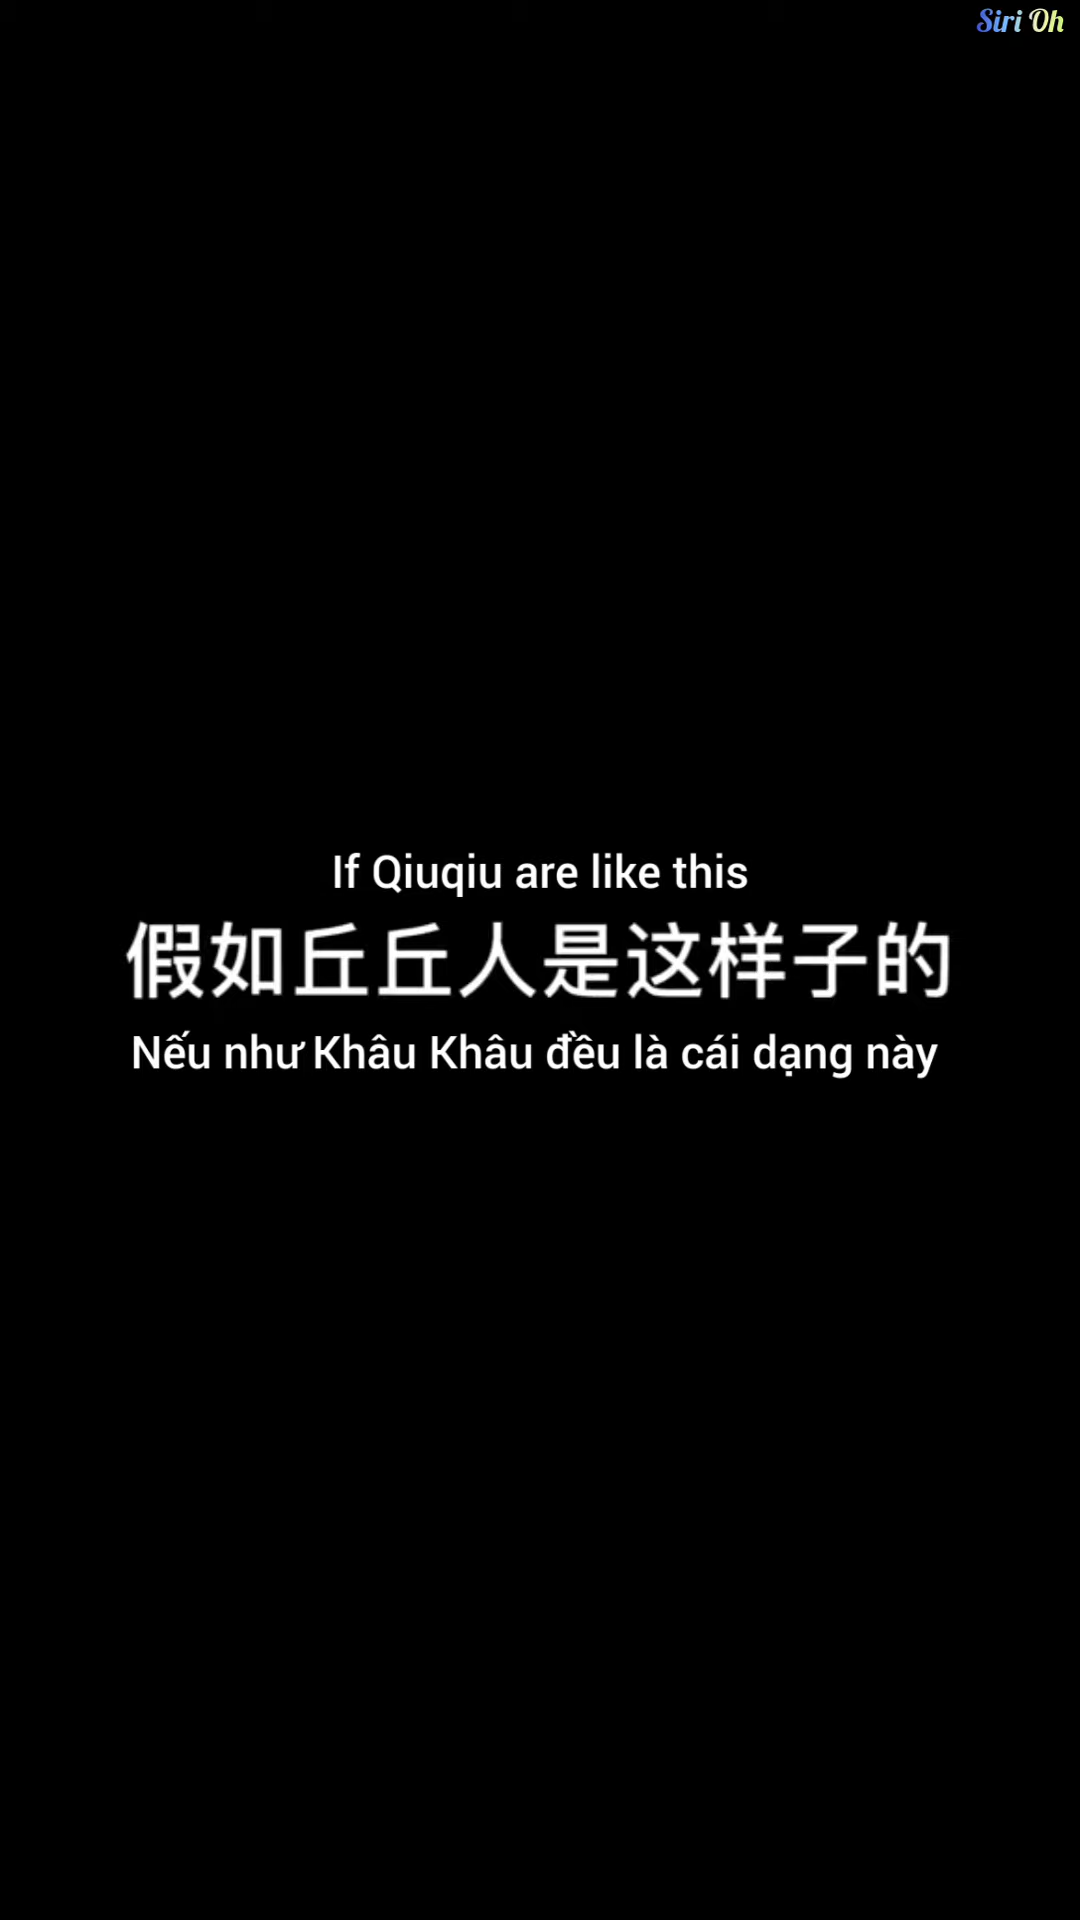 Siri Oh
If Qiuqiu are like this
假如丘丘人是这样子的
Nếu như Khâu Khâu đều là cái dạng này